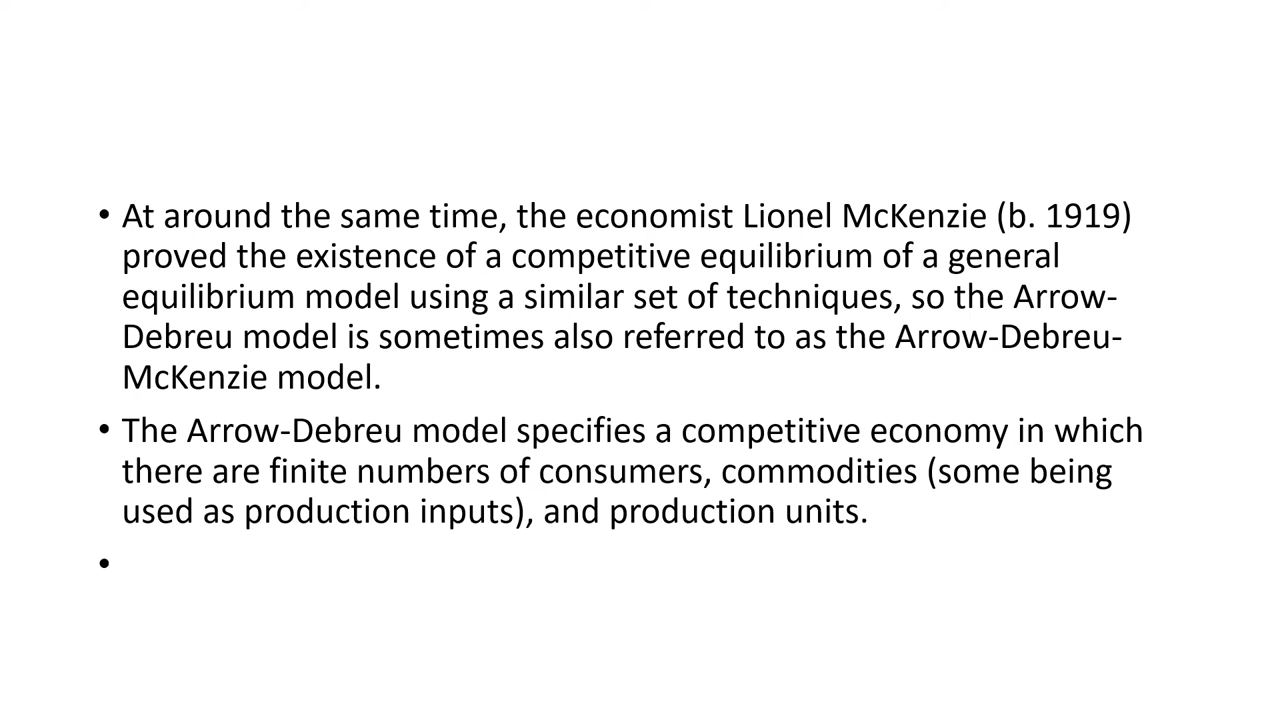 • At around the same time, the economist Lionel McKenzie (b. 1919)
proved the existence of a competitive equilibrium of a general
equilibrium model using a similar set of techniques, so the Arrow-
Debreu model is sometimes also referred to as the Arrow-Debreu-
McKenzie model.
• The Arrow-Debreu model specifies a competitive economy in which
there are finite numbers of consumers, commodities (some being
used as production inputs), and production units.
•